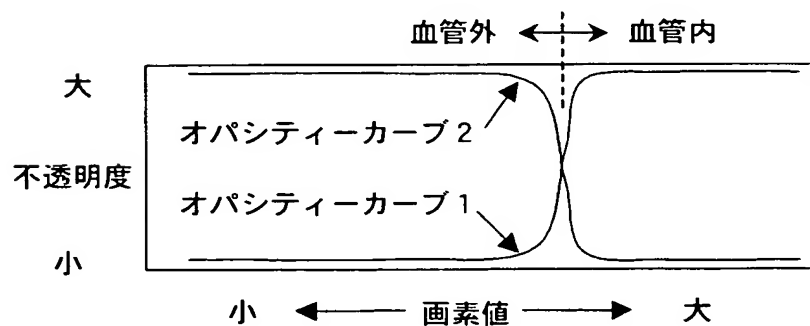 血管外 ←→ 血管内
大
オパシティーカーブ2
不透明度
オパシティーカーブ1
小
小 ← 画素値 → 大